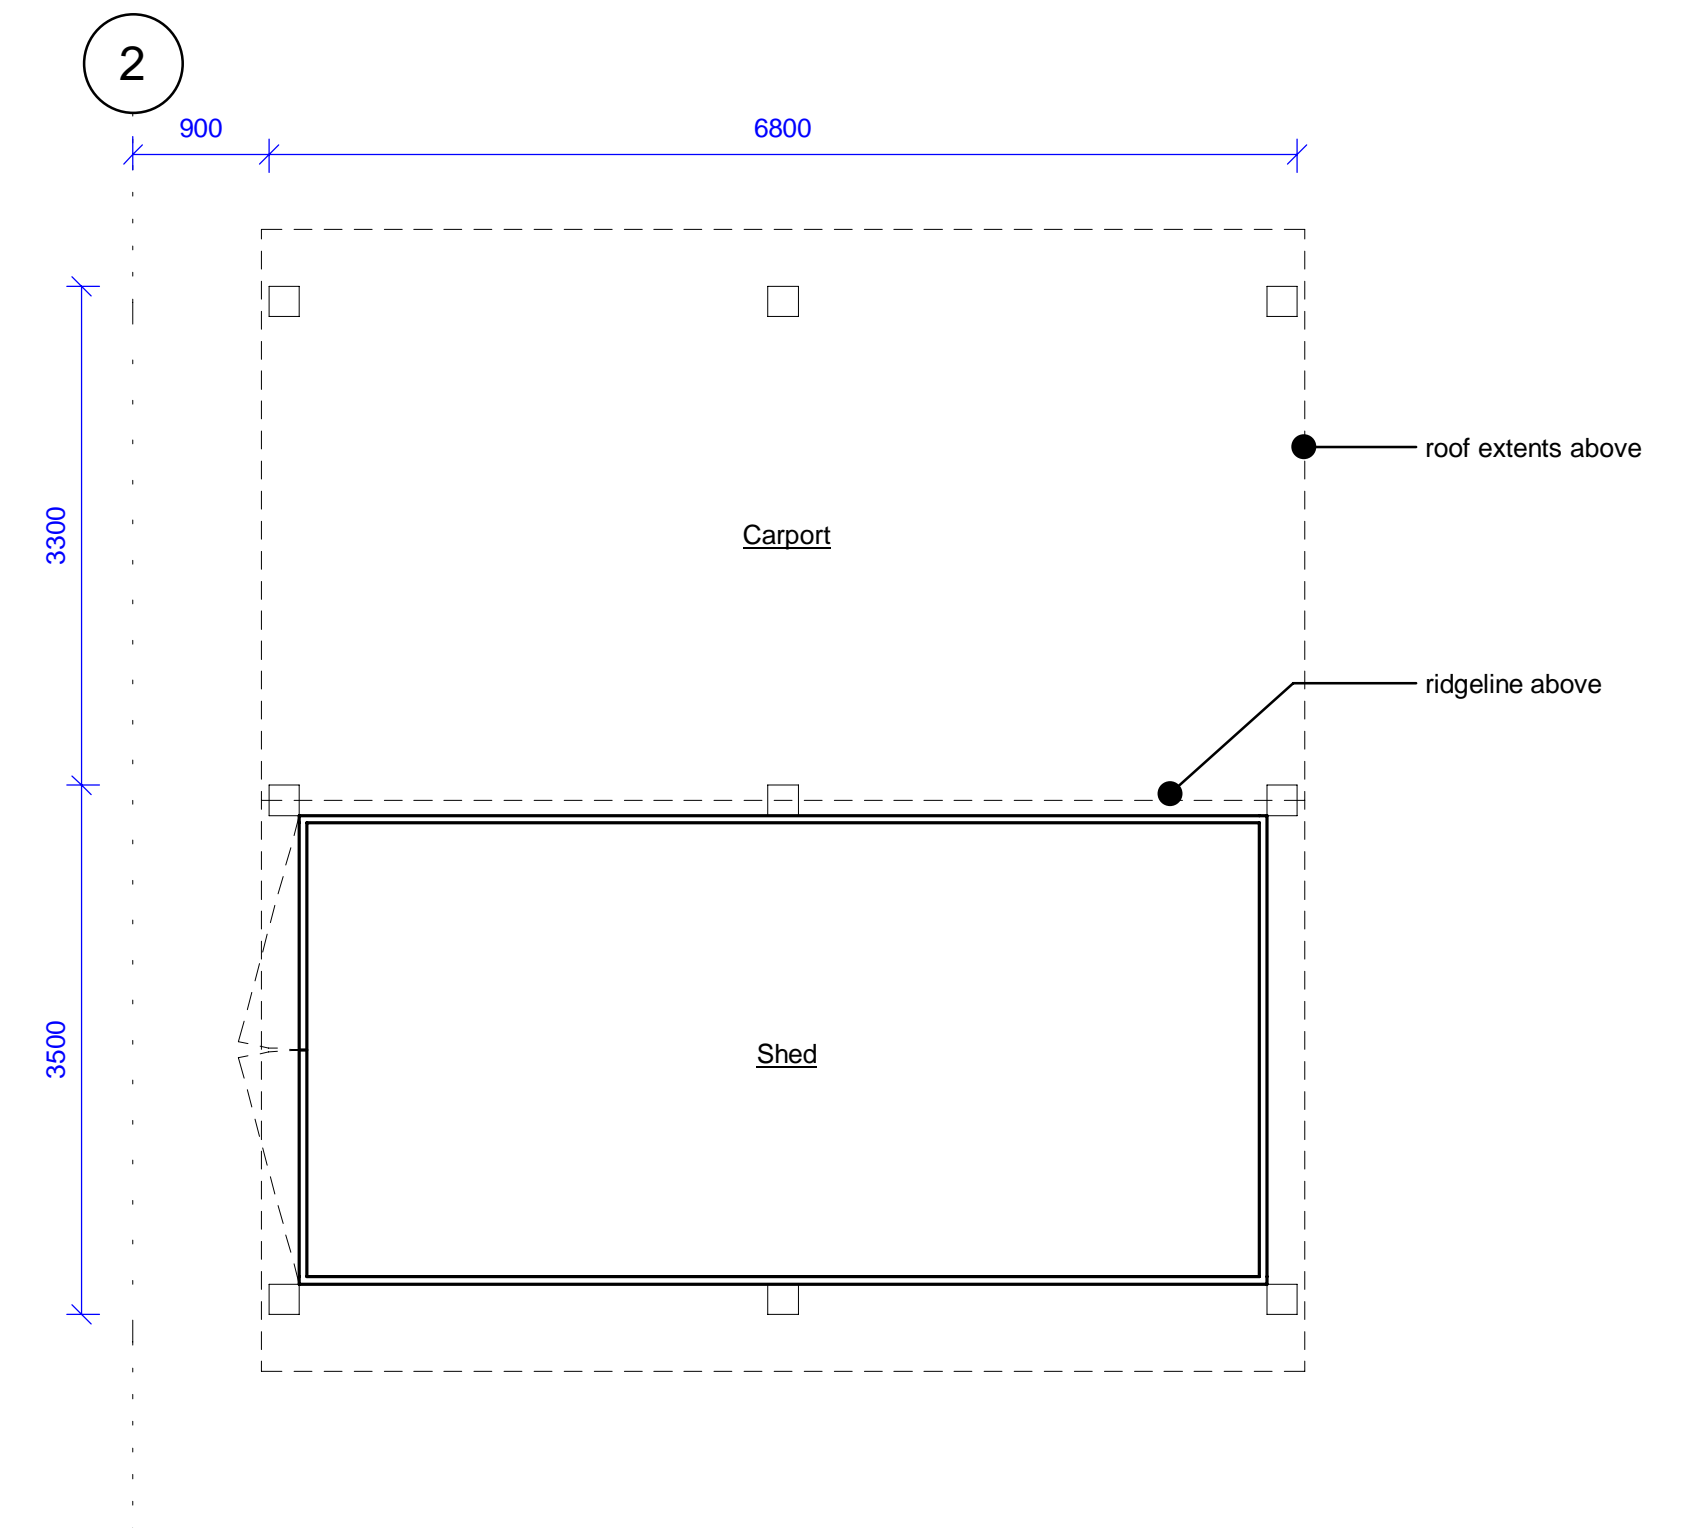 2
900
6800
roof extents above
3300
Carport
ridgeline above
3500
Shed